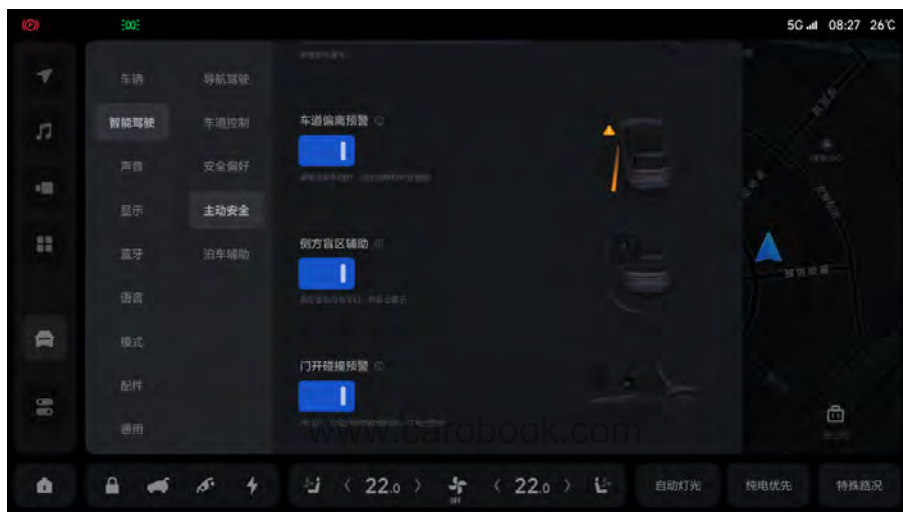 5G 08:27 26℃
车辆
导航驾驶
智能驾驶
车道控制
声音
安全偏好
显示
主动安全
蓝牙
泊车辅助
语言
模式
配件
通用
车道偏离预警
侧方盲区辅助
门开碰撞预警
www.carobook.com
22.0
OFF
22.0
自动灯光
纯电优先
特殊路况